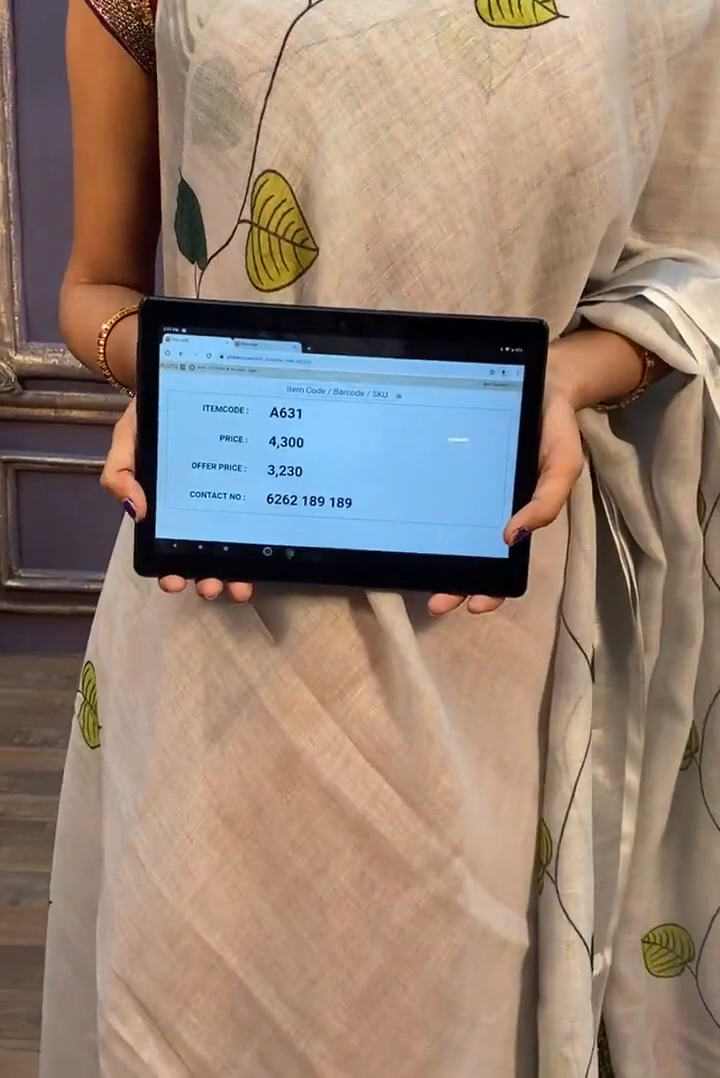 Item Code / Barcode / SKU
ITEMCODE : A631
PRICE : 4,300
OFFER PRICE : 3,230
CONTACT NO : 6262 189 189